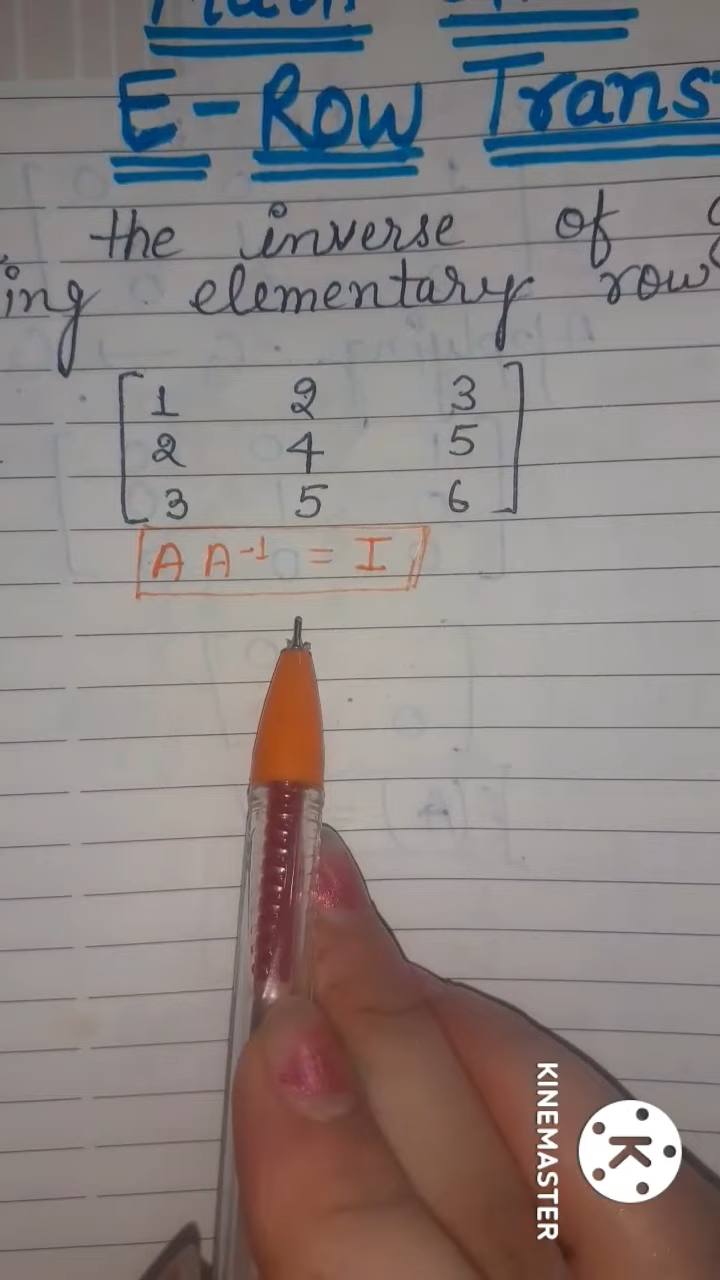 E-Row Trans
the inverse of
ing elementary row
1 2 3
2 4 5
3 5 6
A A⁻¹ = I
KINEMASTER